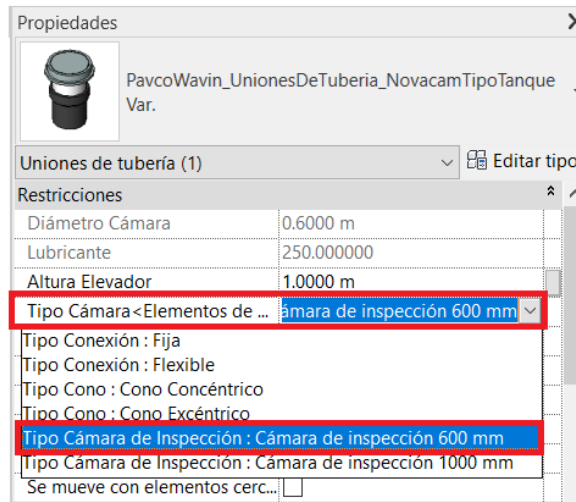 Propiedades
PavcoWavin_UnionesDeTuberia_NovacamTipoTanque
Var.
Uniones de tubería (1)
Editar tipo
Restricciones
Diámetro Cámara 0.6000 m
Lubricante 250.000000
Altura Elevador 1.0000 m
Tipo Cámara<Elementos de ... ámara de inspección 600 mm
Tipo Conexión : Fija
Tipo Conexión : Flexible
Tipo Cono : Cono Concéntrico
Tipo Cono : Cono Excéntrico
Tipo Cámara de Inspección : Cámara de inspección 600 mm
Tipo Cámara de Inspección : Cámara de inspección 1000 mm
Se mueve con elementos cerc...